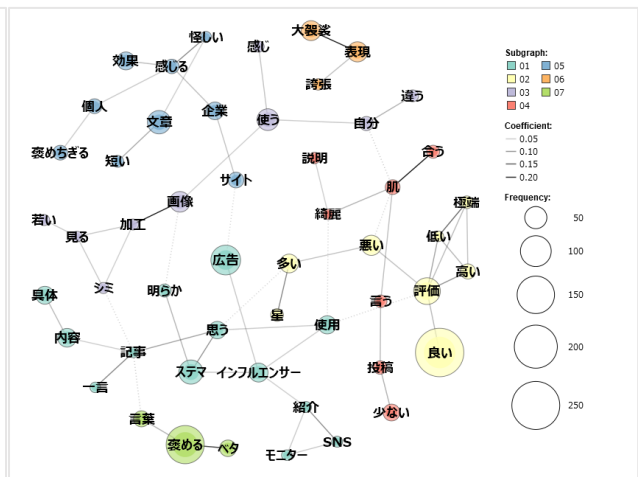 大袈裟
怪しい
感じ
表現
効果
感じる
誇張
個人
企業
違う
文章
使う
自分
褒めちぎる
短い
説明
合う
サイト
肌
画像
綺麗
極端
若い
加工
見る
低い
悪い
広告
多い
高い
シミ
明らか
評価
具体
言う
星
使用
思う
内容
記事
良い
ステマ
インフルエンサー
投稿
一言
紹介
少ない
言葉
褒める
ベタ
SNS
モニター
Subgraph:
01 05
02 06
03 07
04
Coefficient:
0.05
0.10
0.15
0.20
Frequency:
50
100
150
200
250